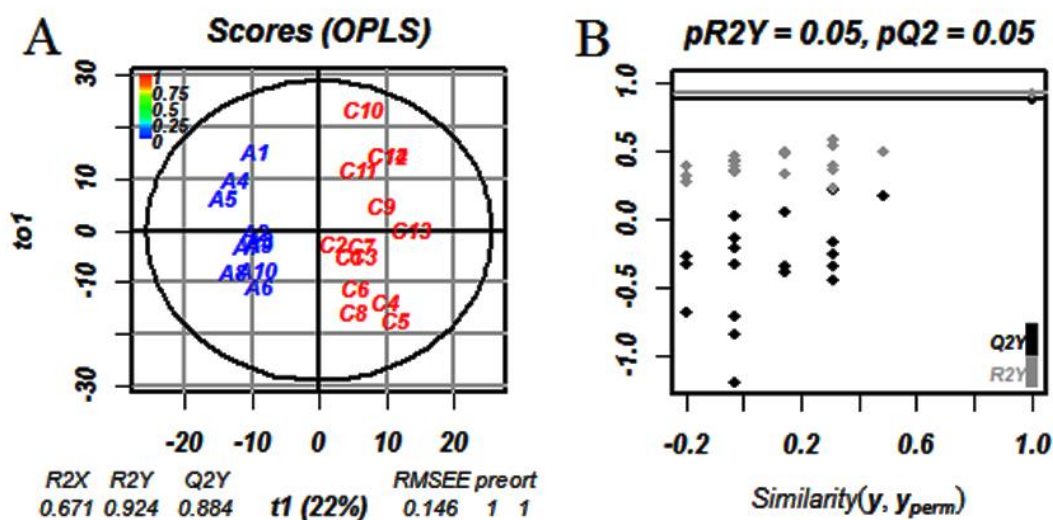 A
Scores (OPLS)
30
10
0
-10
-30
to1
1
0.75
0.5
0.25
0
C10
A1
C14
C11
A4
A5
C9
C13
C2
C7
C3
A9
A8
A10
A6
C6
C4
C8
C5
-20
-10
0
10
20
R2X R2Y Q2Y RMSEE pre ort
0.671 0.924 0.884 t1 (22%) 0.146 1 1
B
pR2Y = 0.05, pQ2 = 0.05
1.0
0.5
0.0
-0.5
-1.0
Q2Y
R2Y
-0.2
0.2
0.6
1.0
Similarity(y, yperm)